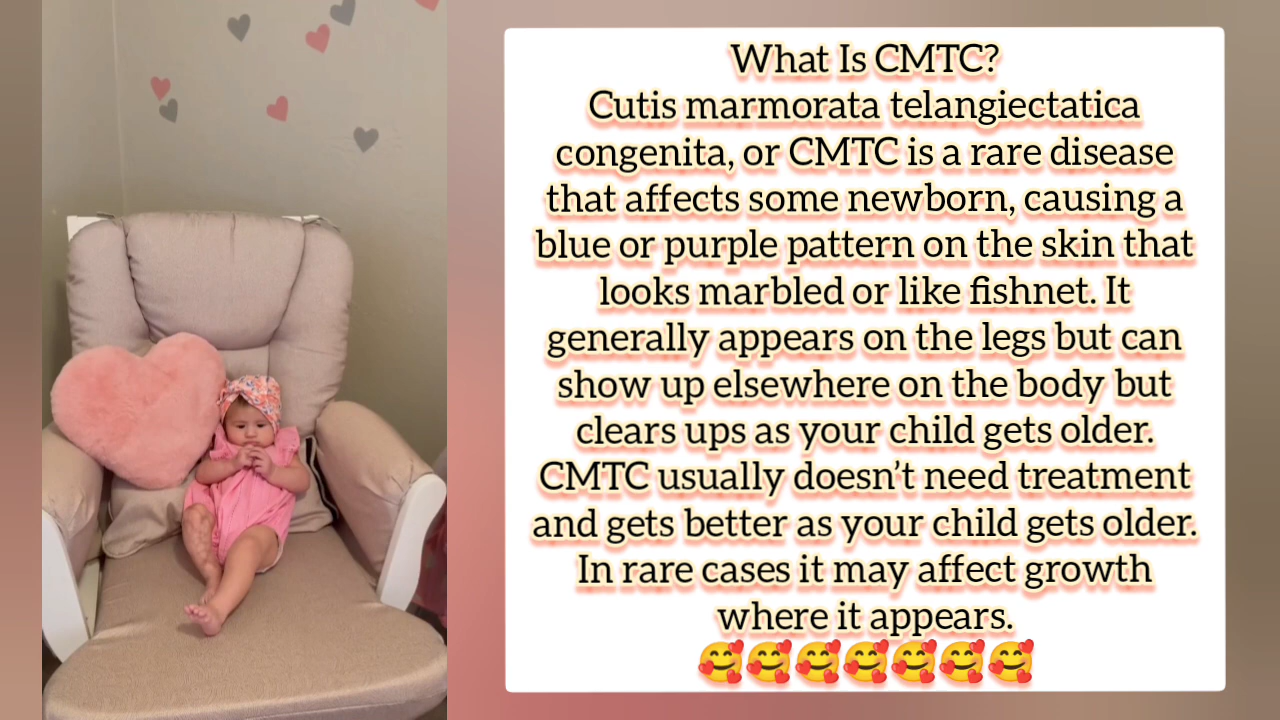 What Is CMTC?
Cutis marmorata telangiectatica
congenita, or CMTC is a rare disease
that affects some newborn, causing a
blue or purple pattern on the skin that
looks marbled or like fishnet. It
generally appears on the legs but can
show up elsewhere on the body but
clears ups as your child gets older.
CMTC usually doesn’t need treatment
and gets better as your child gets older.
In rare cases it may affect growth
where it appears.
🥰🥰🥰🥰🥰🥰🥰